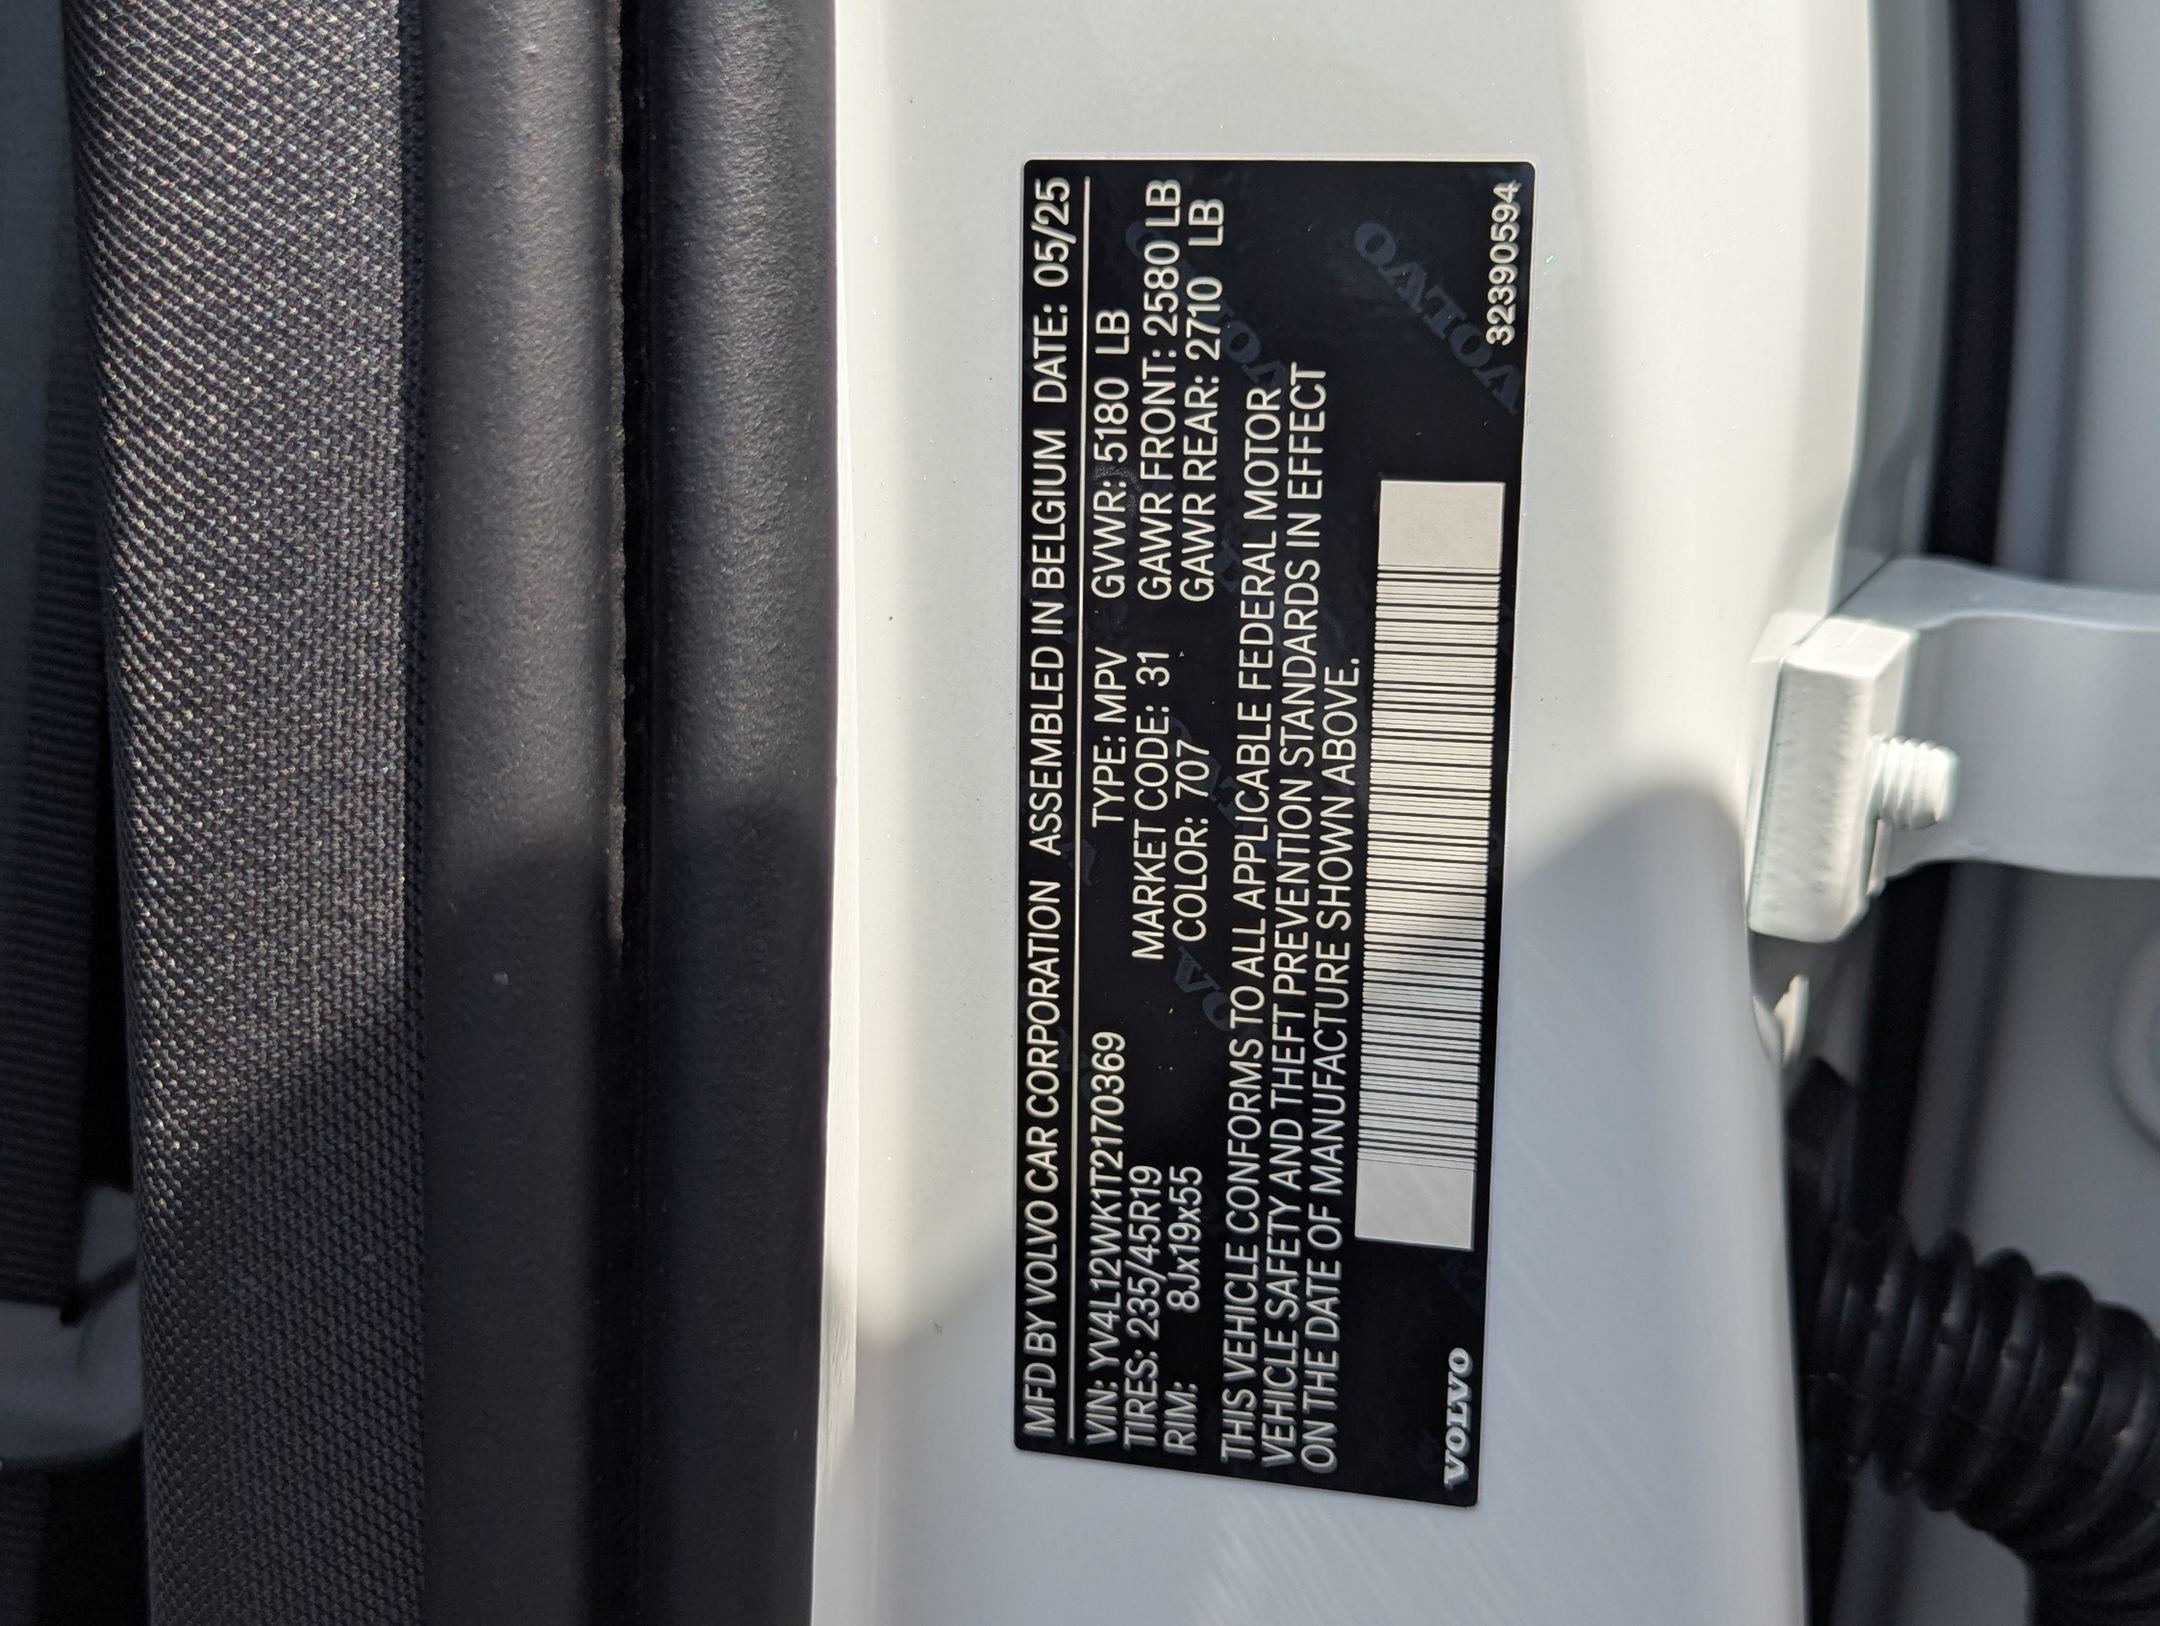 MFD BY VOLVO CAR CORPORATION ASSEMBLED IN BELGIUM DATE: 05/25
VIN: YV4L12WK1T2170369 TYPE: MPV GVWR: 5180 LB
TIRES: 235/45R19 MARKET CODE: 31 GAWR FRONT: 2580 LB
RIM: 8Jx19x55 COLOR: 707 GAWR REAR: 2710 LB
THIS VEHICLE CONFORMS TO ALL APPLICABLE FEDERAL MOTOR
VEHICLE SAFETY AND THEFT PREVENTION STANDARDS IN EFFECT
ON THE DATE OF MANUFACTURE SHOWN ABOVE.
VOLVO 32390594